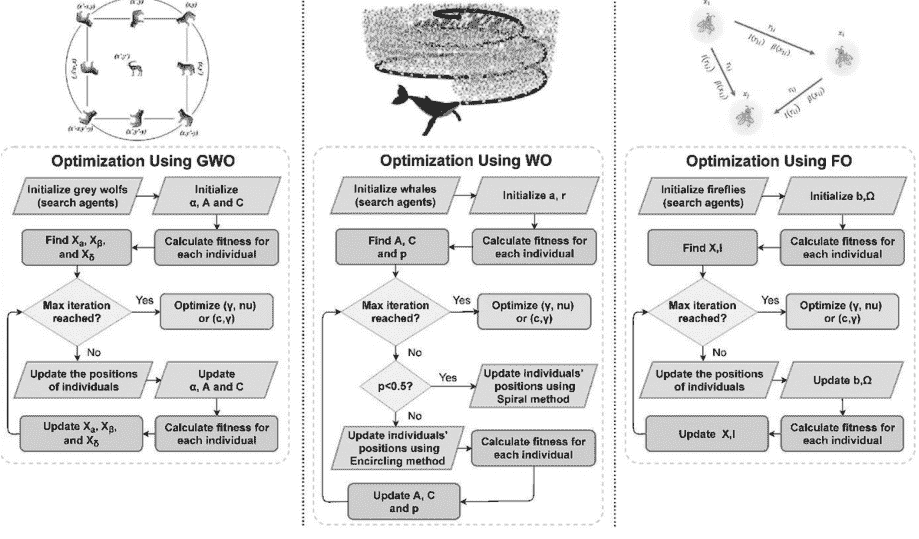 Optimization Using GWO
Initialize grey wolfs
(search agents)
Initialize
α, A and C
Find Xₐ, Xᵦ,
and X_δ
Calculate fitness for
each individual
Max iteration
reached?
Yes
Optimize (γ, nu)
or (c,γ)
No
Update the positions
of individuals
Update
α, A and C
Update Xₐ, Xᵦ,
and X_δ
Calculate fitness for
each individual
Optimization Using WO
Initialize whales
(search agents)
Initialize a, r
Find A, C
and p
Calculate fitness for
each individual
Max iteration
reached?
Yes
Optimize (γ, nu)
or (c,γ)
No
p<0.5?
Yes
Update individuals'
positions using
Spiral method
No
Update individuals'
positions using
Encircling method
Calculate fitness for
each individual
Update A, C
and p
Optimization Using FO
Initialize fireflies
(search agents)
Initialize b,Ω
Find X,I
Calculate fitness for
each individual
Max iteration
reached?
Yes
Optimize (γ, nu)
or (c,γ)
No
Update the positions
of individuals
Update b,Ω
Update X,I
Calculate fitness for
each individual